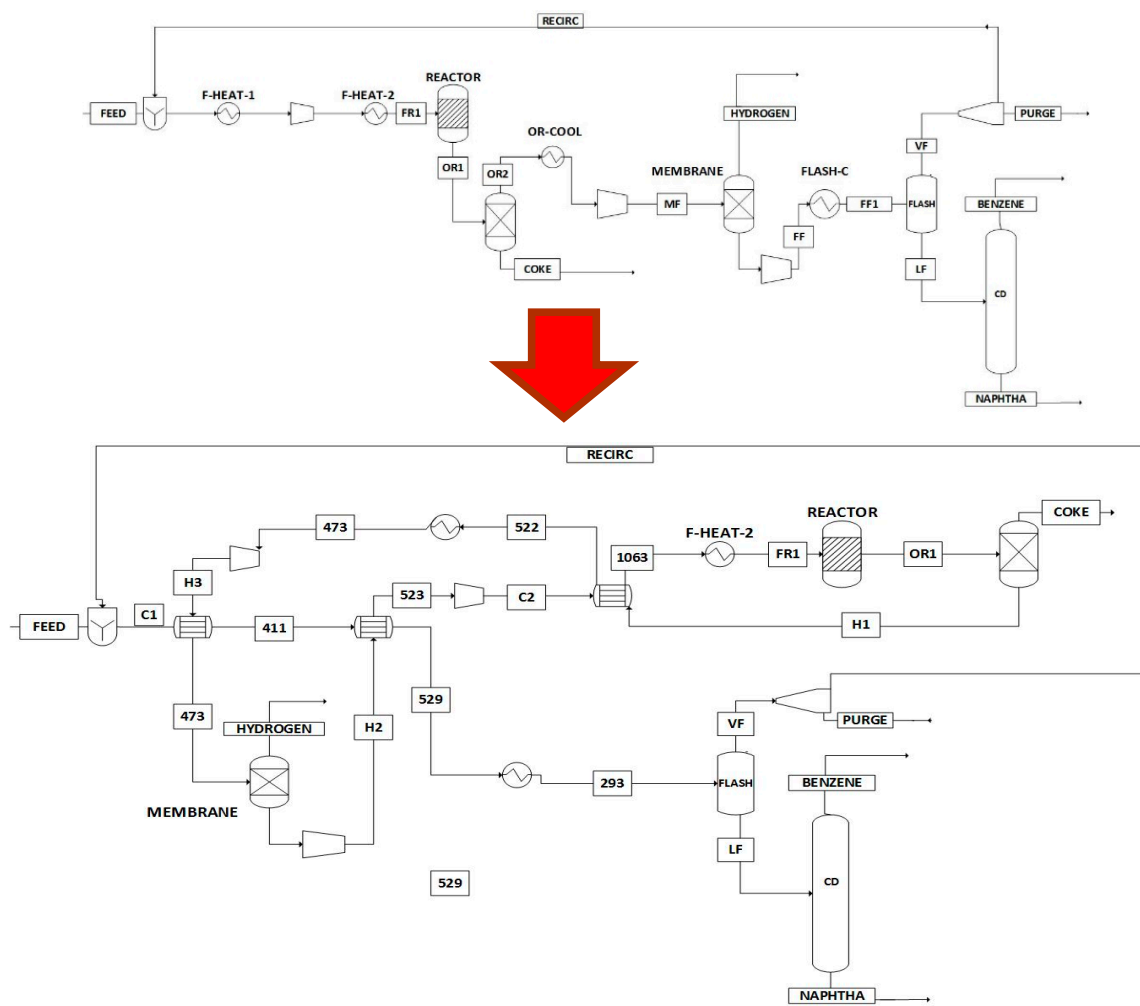 RECIRC
REACTOR
F-HEAT-1
F-HEAT-2
FEED
FR1
HYDROGEN
PURGE
OR-COOL
VF
OR1
OR2
MEMBRANE
FLASH-C
MF
FF1
FLASH
BENZENE
FF
COKE
LF
CD
NAPHTHA
RECIRC
473
522
REACTOR
COKE
F-HEAT-2
1063
FR1
OR1
H3
523
C2
C1
FEED
411
H1
529
473
HYDROGEN
H2
VF
PURGE
293
FLASH
BENZENE
MEMBRANE
LF
529
CD
NAPHTHA